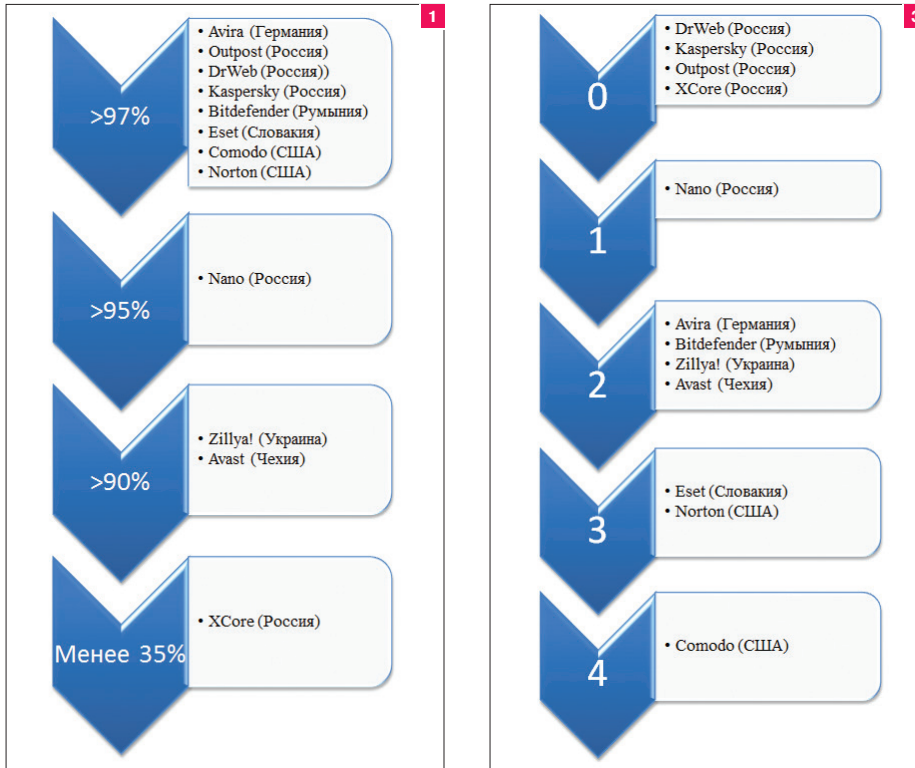 1
>97%
• Avira (Германия)
• Outpost (Россия)
• DrWeb (Россия))
• Kaspersky (Россия)
• Bitdefender (Румыния)
• Eset (Словакия)
• Comodo (США)
• Norton (США)
>95%
• Nano (Россия)
>90%
• Zillya! (Украина)
• Avast (Чехия)
Менее 35%
• XCore (Россия)
3
0
• DrWeb (Россия)
• Kaspersky (Россия)
• Outpost (Россия)
• XCore (Россия)
1
• Nano (Россия)
2
• Avira (Германия)
• Bitdefender (Румыния)
• Zillya! (Украина)
• Avast (Чехия)
3
• Eset (Словакия)
• Norton (США)
4
• Comodo (США)